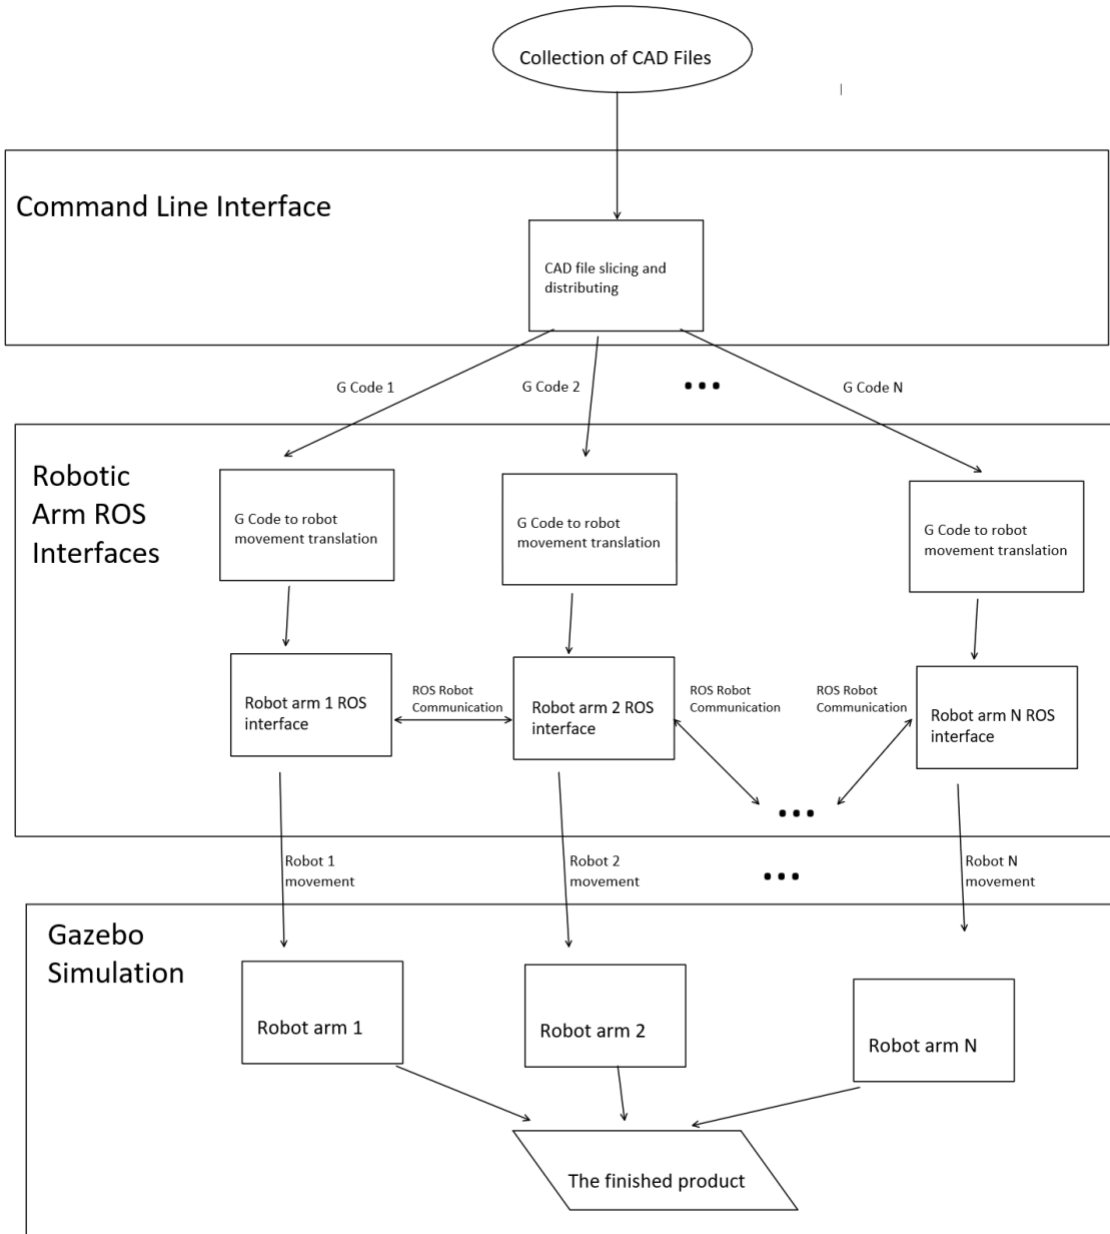 Collection of CAD Files
Command Line Interface
CAD file slicing and
distributing
G Code 1
G Code 2
...
G Code N
Robotic
Arm ROS
Interfaces
G Code to robot
movement translation
G Code to robot
movement translation
G Code to robot
movement translation
Robot arm 1 ROS
interface
ROS Robot
Communication
Robot arm 2 ROS
interface
ROS Robot
Communication
ROS Robot
Communication
Robot arm N ROS
interface
...
Robot 1
movement
Robot 2
movement
...
Robot N
movement
Gazebo
Simulation
Robot arm 1
Robot arm 2
Robot arm N
The finished product